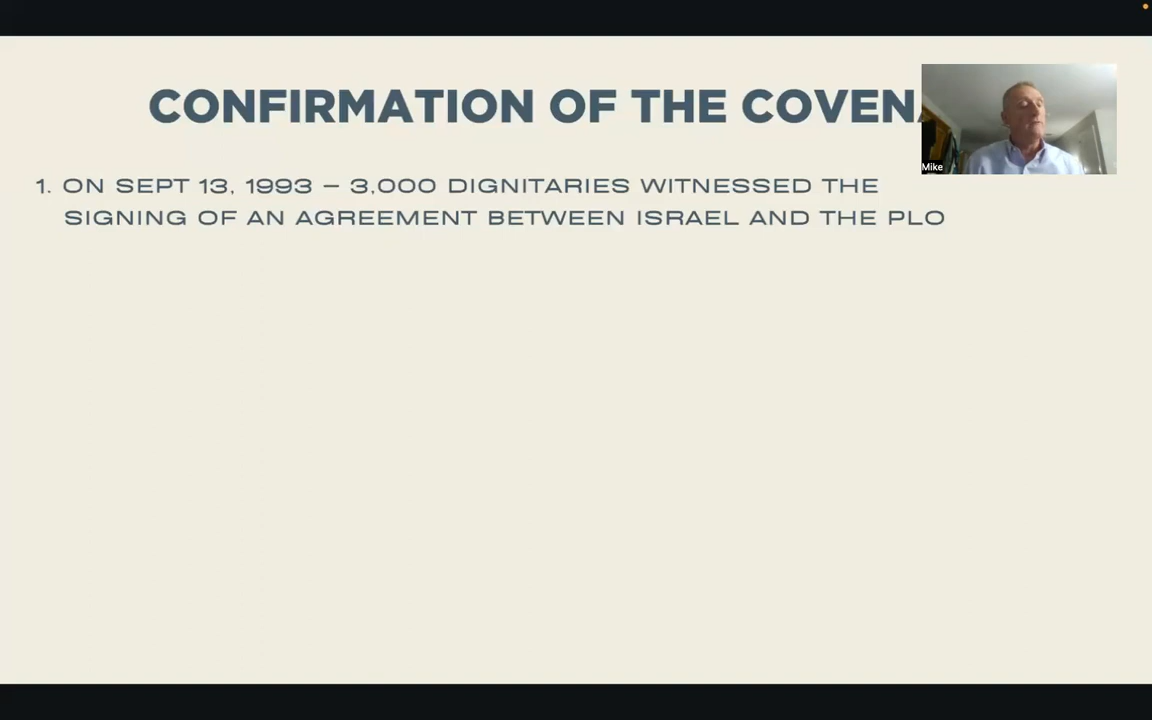 CONFIRMATION OF THE
Mike
1. ON SEPT 13, 1993 – 3,000 DIGNITARIES WITNESSED THE
SIGNING OF AN AGREEMENT BETWEEN ISRAEL AND THE PLO